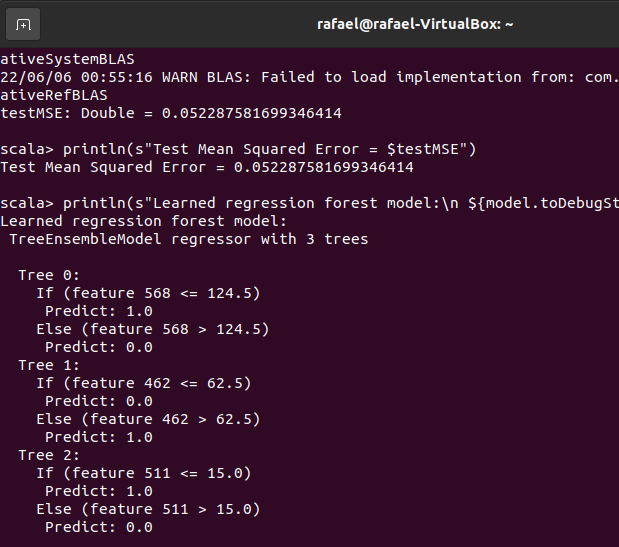 rafael@rafael-VirtualBox: ~
ativeSystemBLAS
22/06/06 00:55:16 WARN BLAS: Failed to load implementation from: com.
ativeRefBLAS
testMSE: Double = 0.052287581699346414
scala> println(s"Test Mean Squared Error = $testMSE")
Test Mean Squared Error = 0.052287581699346414
scala> println(s"Learned regression forest model:\n ${model.toDebugSt
Learned regression forest model:
TreeEnsembleModel regressor with 3 trees
Tree 0:
If (feature 568 <= 124.5)
Predict: 1.0
Else (feature 568 > 124.5)
Predict: 0.0
Tree 1:
If (feature 462 <= 62.5)
Predict: 0.0
Else (feature 462 > 62.5)
Predict: 1.0
Tree 2:
If (feature 511 <= 15.0)
Predict: 1.0
Else (feature 511 > 15.0)
Predict: 0.0